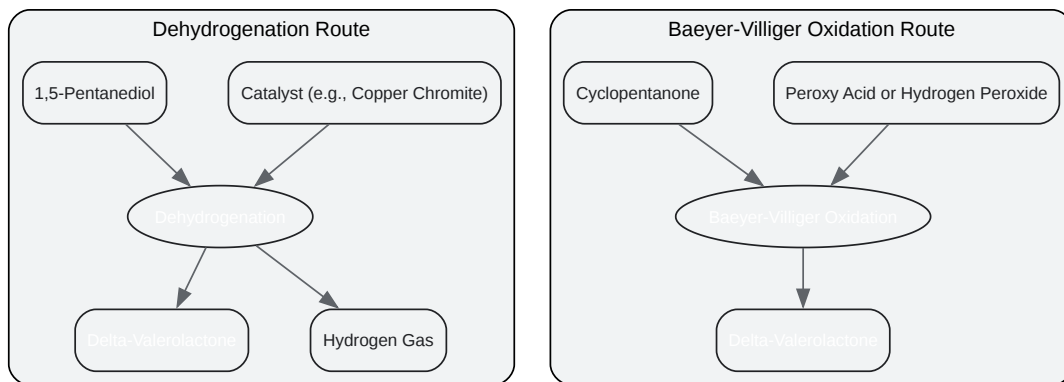 Dehydrogenation Route
1,5-Pentanediol
Catalyst (e.g., Copper Chromite)
Dehydrogenation
Delta-Valerolactone
Hydrogen Gas
Baeyer-Villiger Oxidation Route
Cyclopentanone
Peroxy Acid or Hydrogen Peroxide
Baeyer-Villiger Oxidation
Delta-Valerolactone